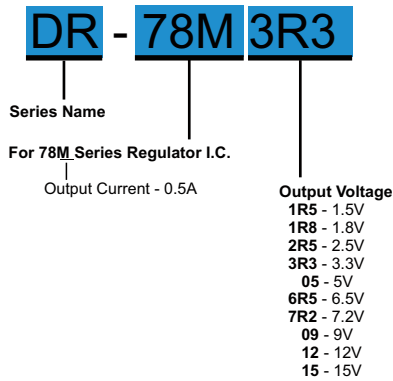 DR - 78M 3R3
Series Name
For 78M Series Regulator I.C.
Output Current - 0.5A
Output Voltage
1R5 - 1.5V
1R8 - 1.8V
2R5 - 2.5V
3R3 - 3.3V
05 - 5V
6R5 - 6.5V
7R2 - 7.2V
09 - 9V
12 - 12V
15 - 15V